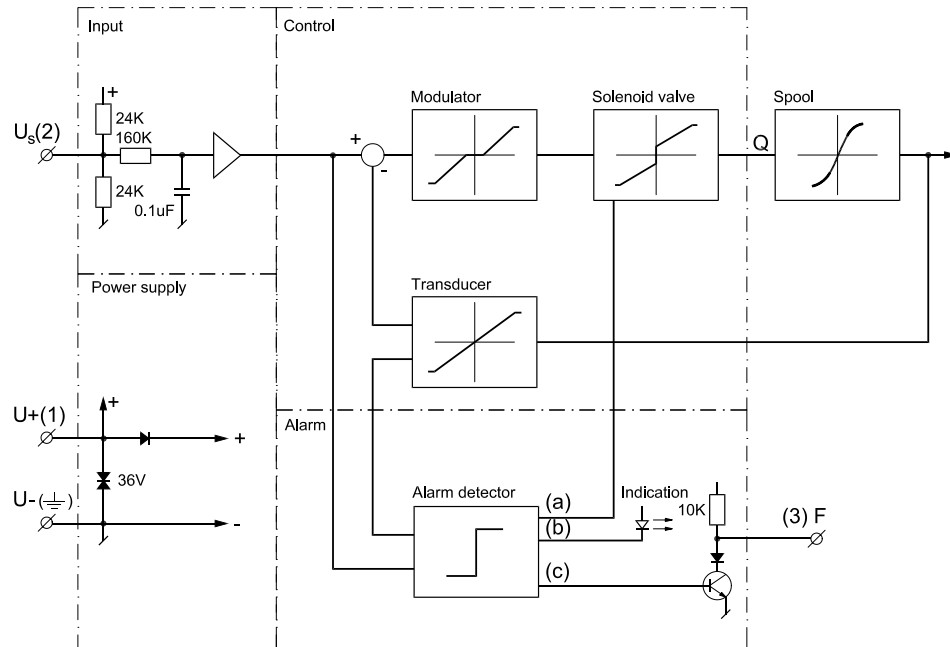 Input
Control
Modulator
Solenoid valve
Spool
+
24K
160K
Us(2)
+
-
Q
24K
0.1uF
Power supply
Transducer
U+(1)
+
+
Alarm
36V
U-(⏚)
-
Alarm detector
(a)
(b)
(c)
Indication
10K
(3) F